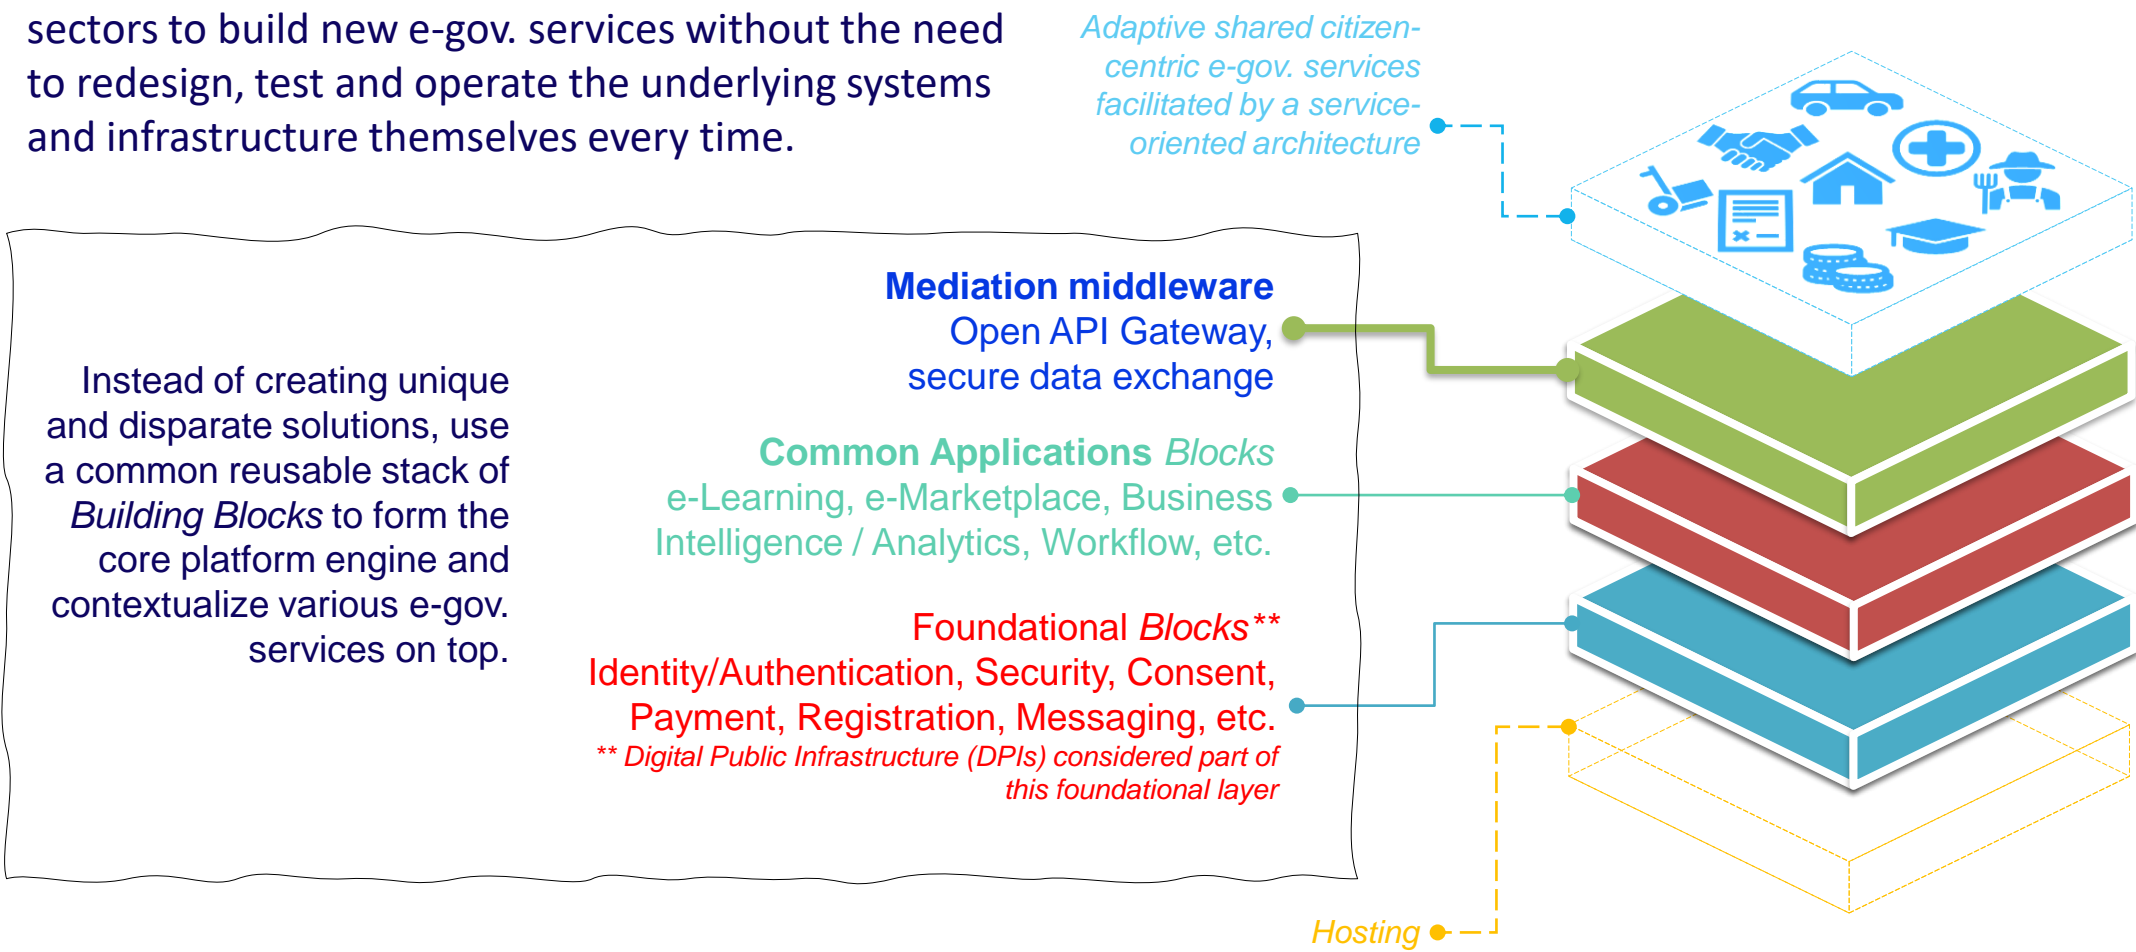 sectors to build new e-gov. services without the need
to redesign, test and operate the underlying systems
and infrastructure themselves every time.
Adaptive shared citizen-
centric e-gov. services
facilitated by a service-
oriented architecture
Instead of creating unique
and disparate solutions, use
a common reusable stack of
Building Blocks to form the
core platform engine and
contextualize various e-gov.
services on top.
Mediation middleware
Open API Gateway,
secure data exchange
Common Applications Blocks
e-Learning, e-Marketplace, Business
Intelligence / Analytics, Workflow, etc.
Foundational Blocks**
Identity/Authentication, Security, Consent,
Payment, Registration, Messaging, etc.
** Digital Public Infrastructure (DPIs) considered part of
this foundational layer
Hosting